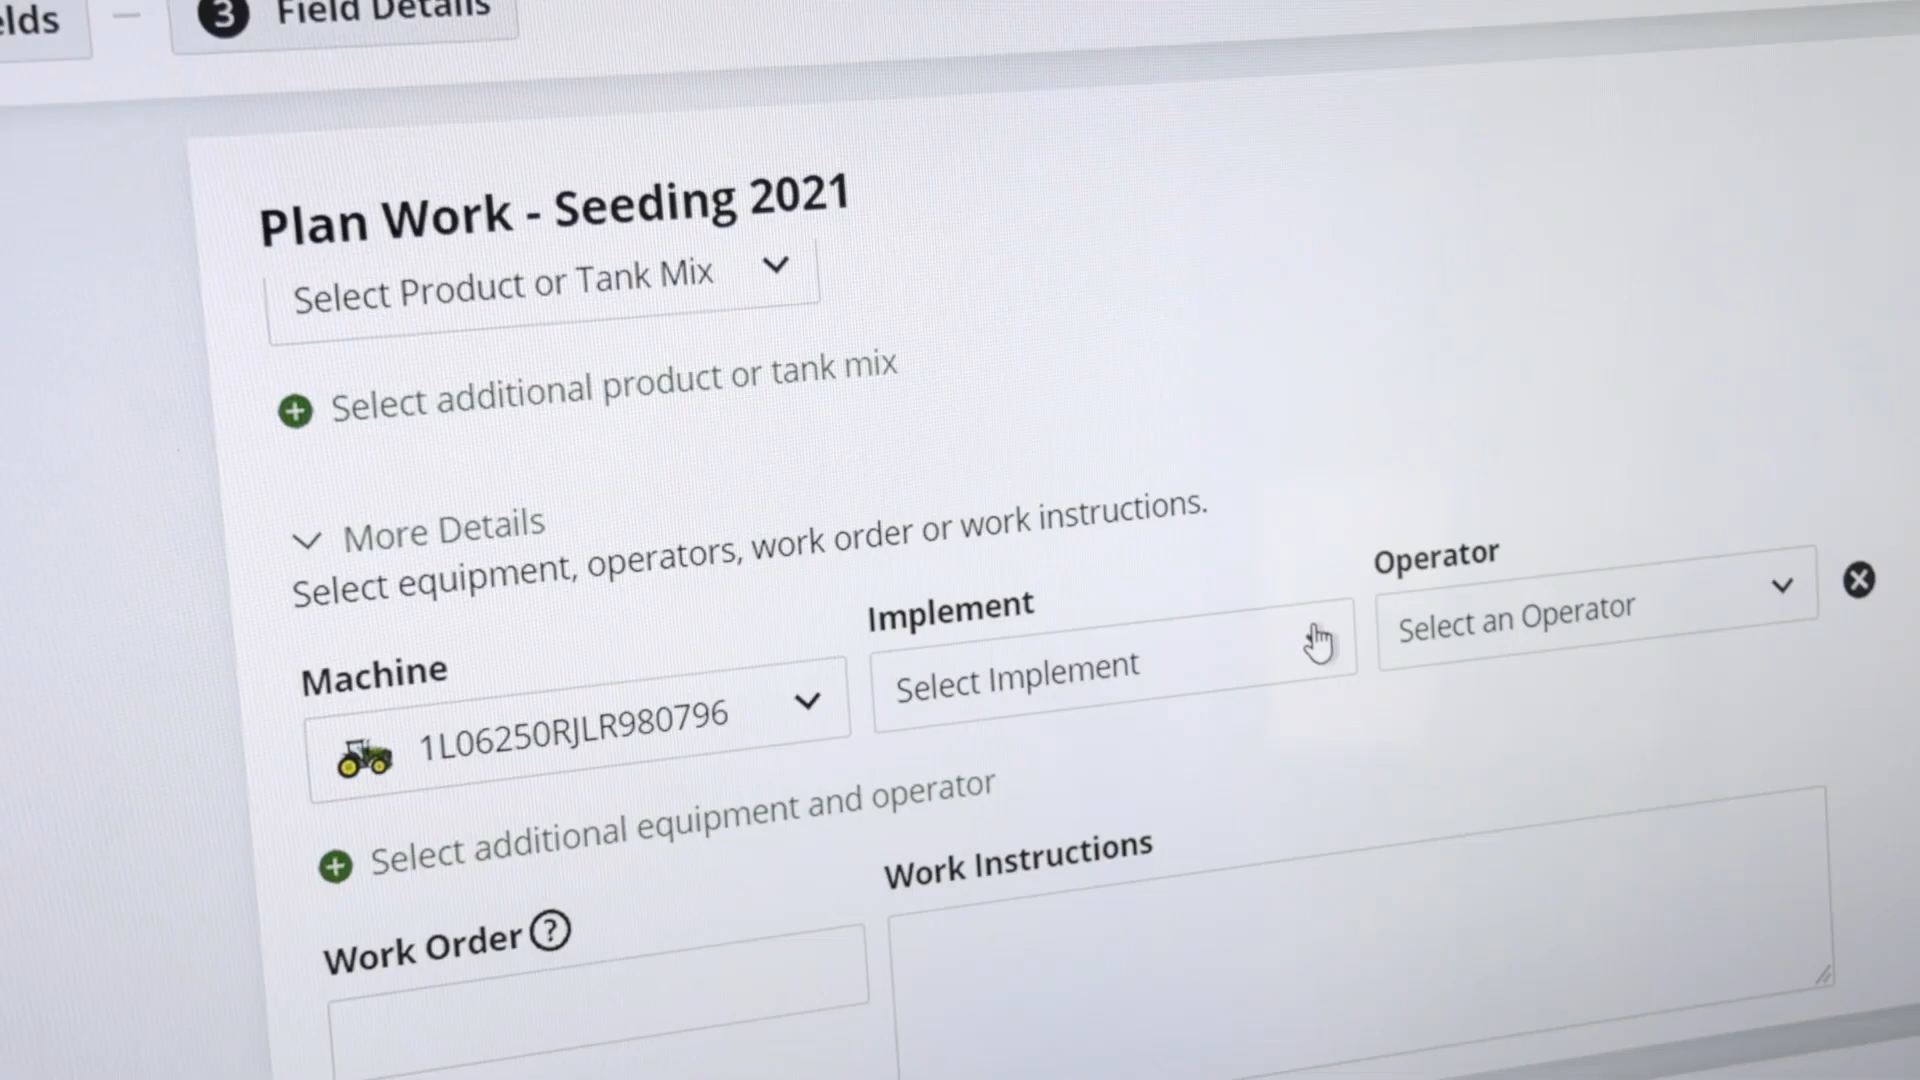 elds
3 Field Details
Plan Work - Seeding 2021
Select Product or Tank Mix
Select additional product or tank mix
More Details
Select equipment, operators, work order or work instructions.
Machine
Implement
Operator
1L06250RJLR980796
Select Implement
Select an Operator
Select additional equipment and operator
Work Order ?
Work Instructions